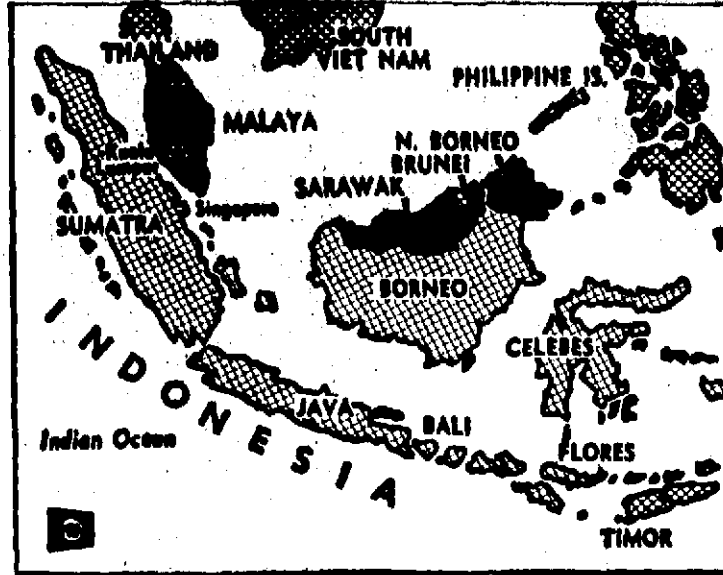 THAILAND
SOUTH
VIET NAM
PHILIPPINE IS.
MALAYA
N. BORNEO
BRUNEI
SARAWAK
Singapore
SUMATRA
BORNEO
CELEBES
JAVA
BALI
FLORES
Indian Ocean
INDONESIA
TIMOR